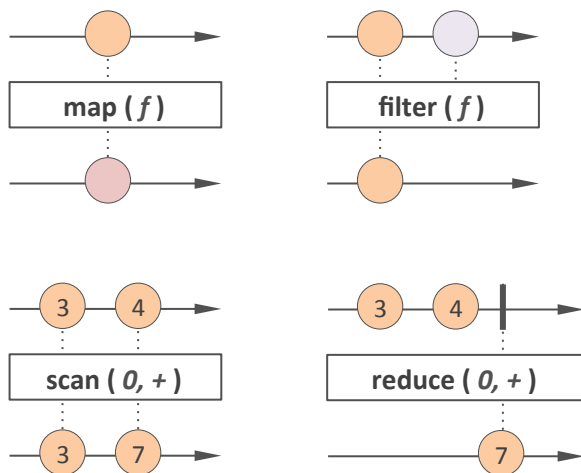 map ( f )
filter ( f )
3 4
scan ( 0, + )
3 7
3 4
reduce ( 0, + )
7